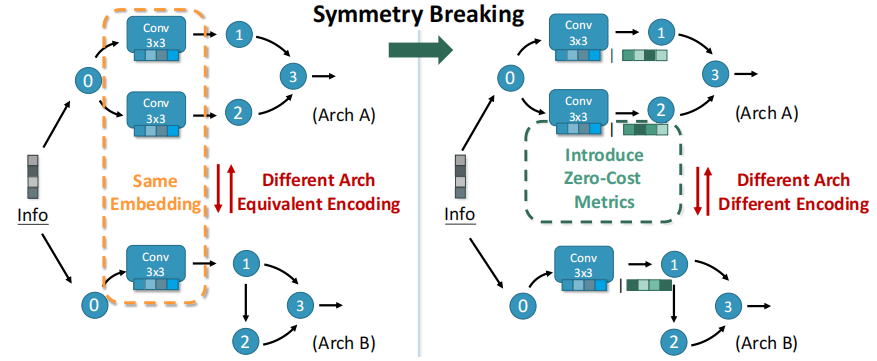 Symmetry Breaking
Conv
3x3
1
0
3
Conv
3x3
2
(Arch A)
Same
Embedding
Different Arch
Equivalent Encoding
Info
Conv
3x3
1
0
3
2
(Arch B)
Conv
3x3
1
0
3
Conv
3x3
2
(Arch A)
Introduce
Zero-Cost
Metrics
Different Arch
Different Encoding
Info
Conv
3x3
1
0
3
2
(Arch B)